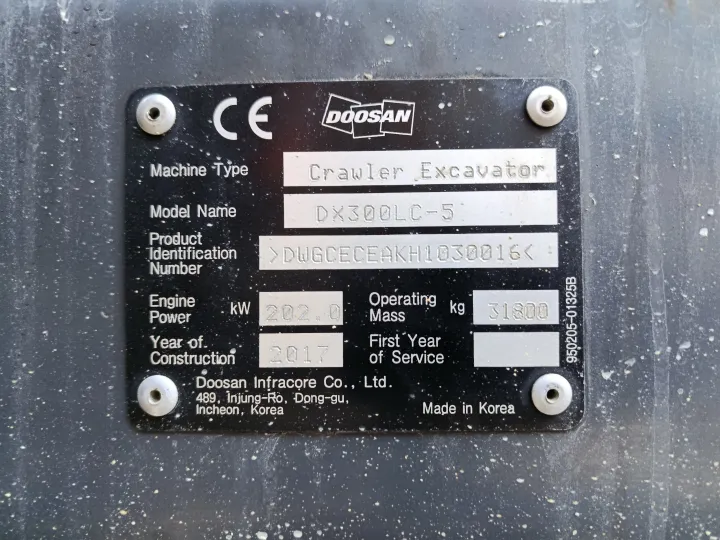 CE DOOSAN
Machine Type Crawler Excavator
Model Name DX300LC-5
Product
Identification >DWGCECEAKH1030016<
Number
Engine Power kW 202.0 Operating Mass kg 31800
Year of Construction 2017 First Year of Service
Doosan Infracore Co., Ltd.
489, Injung-Ro, Dong-gu,
Incheon, Korea Made in Korea
950205-01325B